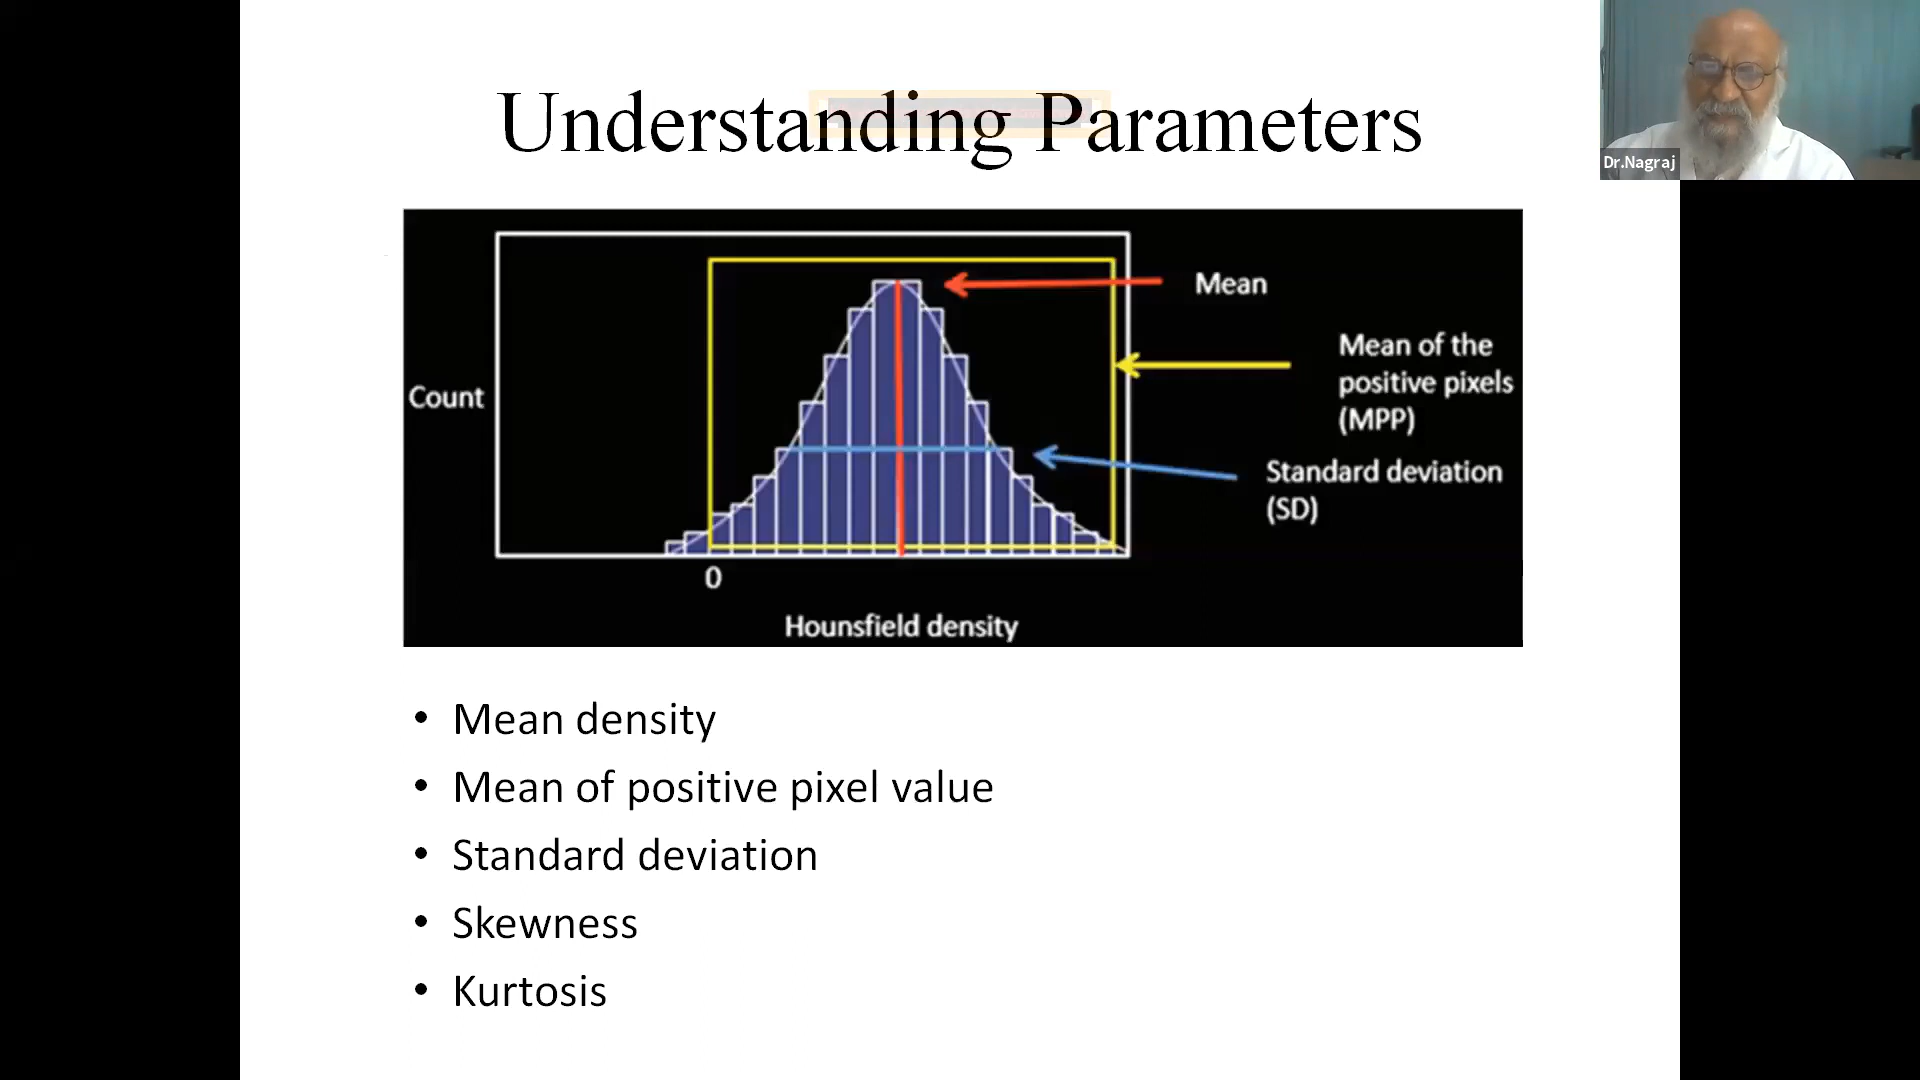 Understanding Parameters
Dr.Nagraj
Mean
Mean of the
positive pixels
(MPP)
Count
Standard deviation
(SD)
0
Hounsfield density
• Mean density
• Mean of positive pixel value
• Standard deviation
• Skewness
• Kurtosis